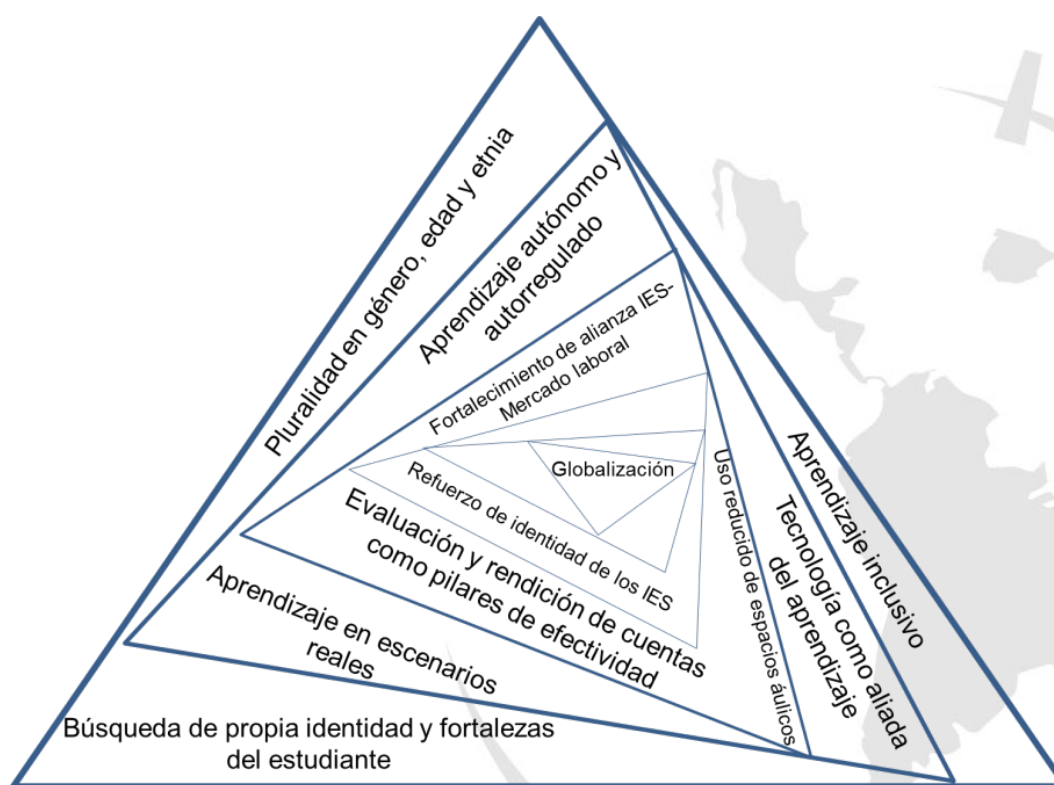 Pluralidad en género, edad y etnia
Aprendizaje autónomo y
autorregulado
Fortalecimiento de alianza IES-
Mercado laboral
Globalización
Refuerzo de identidad de los IES
Evaluación y rendición de cuentas
como pilares de efectividad
Aprendizaje en escenarios
reales
Búsqueda de propia identidad y fortalezas
del estudiante
Uso reducido de espacios áulicos
Tecnología como aliada
del aprendizaje
Aprendizaje inclusivo